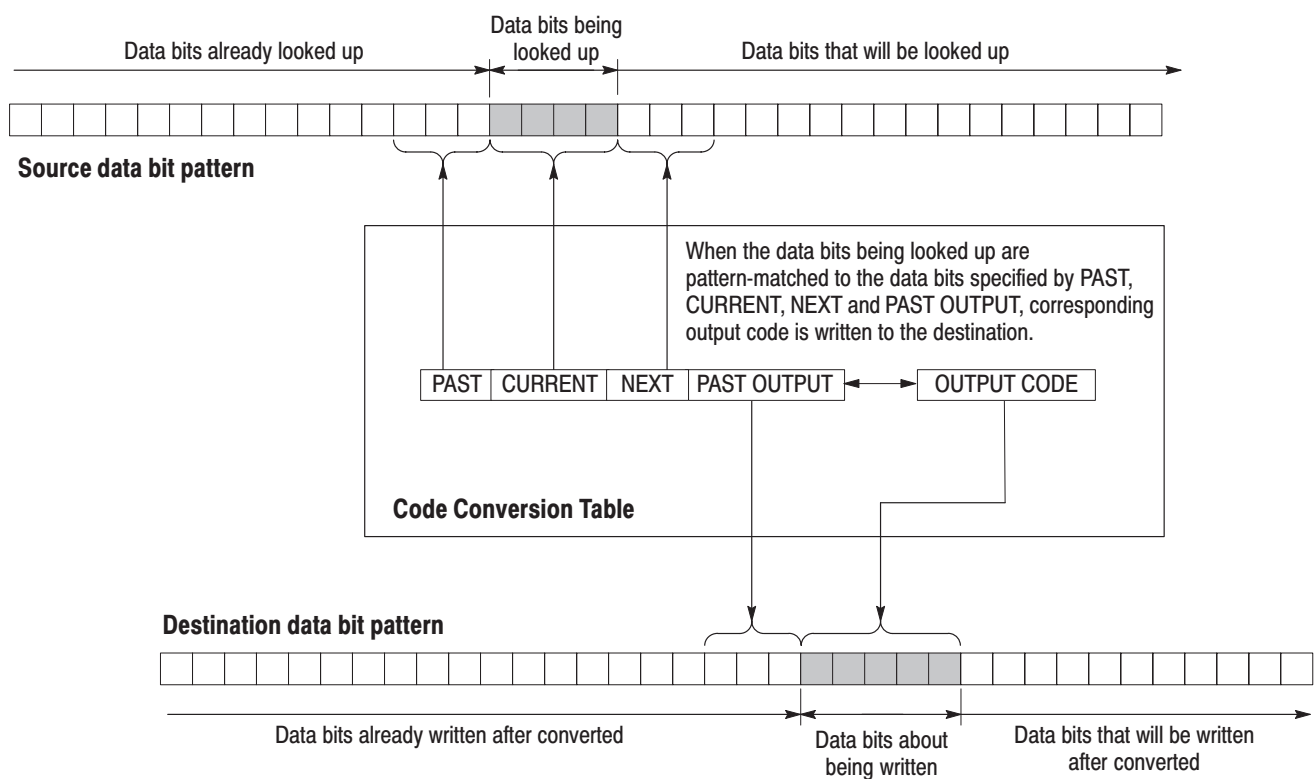 Data bits already looked up
Data bits being
looked up
Data bits that will be looked up
Source data bit pattern
When the data bits being looked up are
pattern-matched to the data bits specified by PAST,
CURRENT, NEXT and PAST OUTPUT, corresponding
output code is written to the destination.
PAST CURRENT NEXT PAST OUTPUT OUTPUT CODE
Code Conversion Table
Destination data bit pattern
Data bits already written after converted
Data bits about
being written
Data bits that will be written
after converted